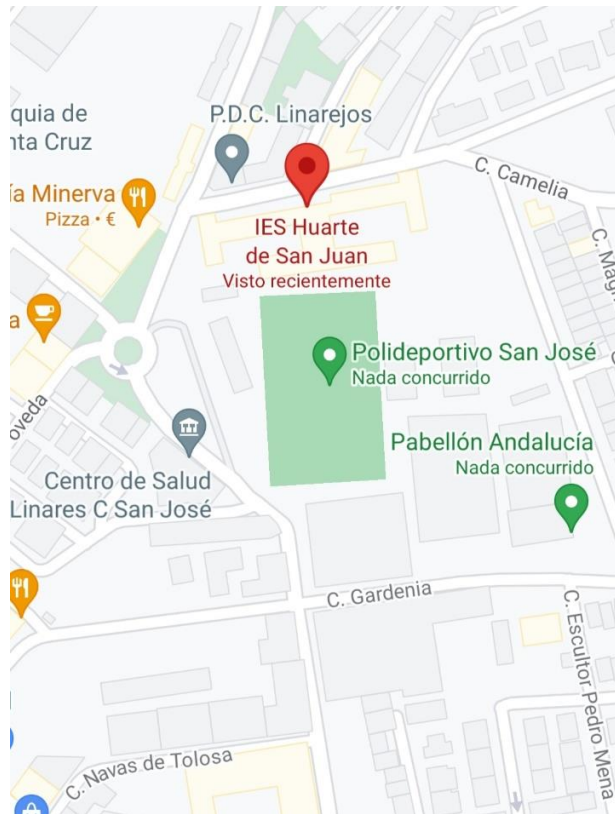 quia de
nta Cruz
P.D.C. Linarejos
ía Minerva
Pizza • €
C. Camelia
IES Huarte
de San Juan
Visto recientemente
C. Magn
a
Polideportivo San José
Nada concurrido
oveda
Pabellón Andalucía
Nada concurrido
Centro de Salud
Linares C San José
C. Gardenia
C. Escultor Pedro Mena
C. Navas de Tolosa